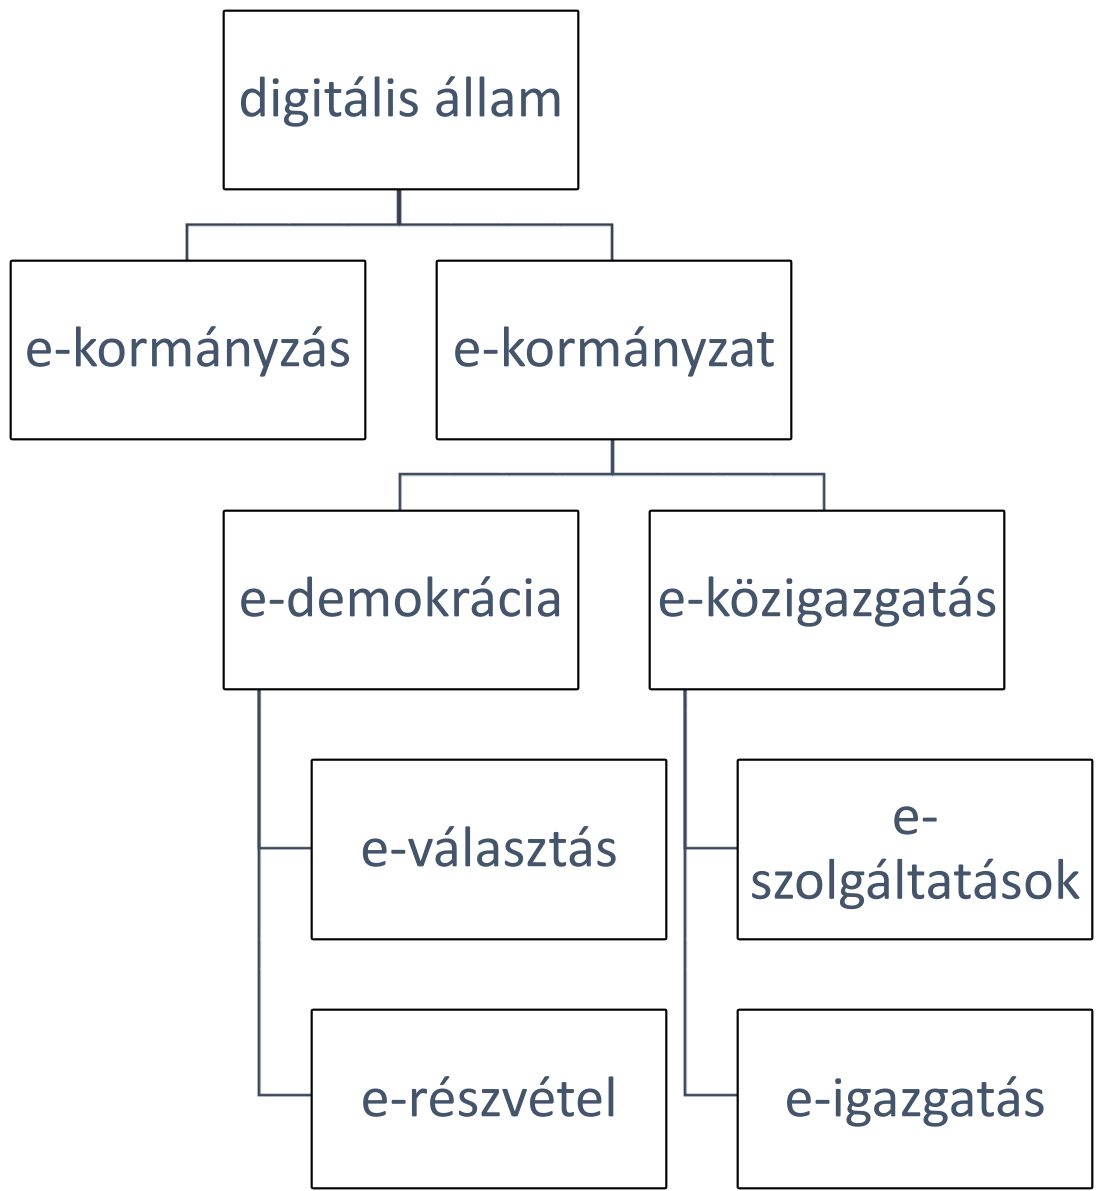 digitális állam
e-kormányzás
e-kormányzat
e-demokrácia
e-közigazgatás
e-választás
e-
szolgáltatások
e-részvétel
e-igazgatás